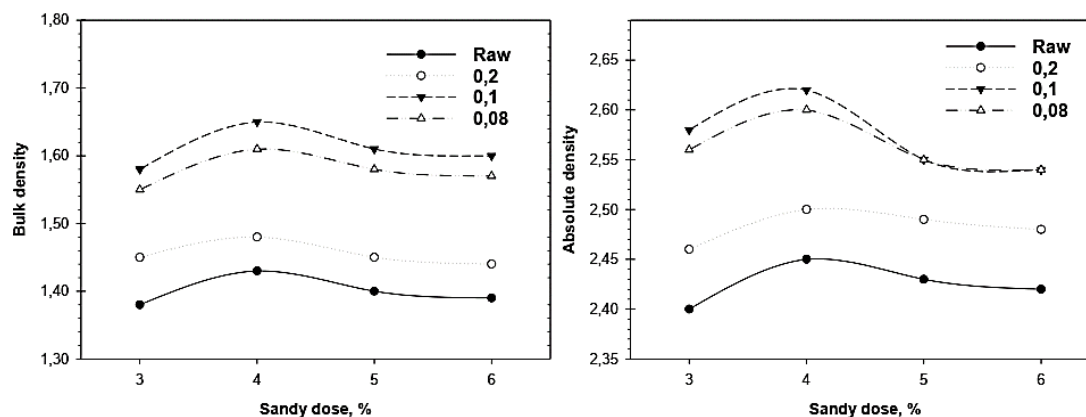 1,80
1,70
1,60
1,50
1,40
1,30
Bulk density
3 4 5 6
Sandy dose, %
Raw
0,2
0,1
0,08
2,65
2,60
2,55
2,50
2,45
2,40
2,35
Absolute density
3 4 5 6
Sandy dose, %
Raw
0,2
0,1
0,08